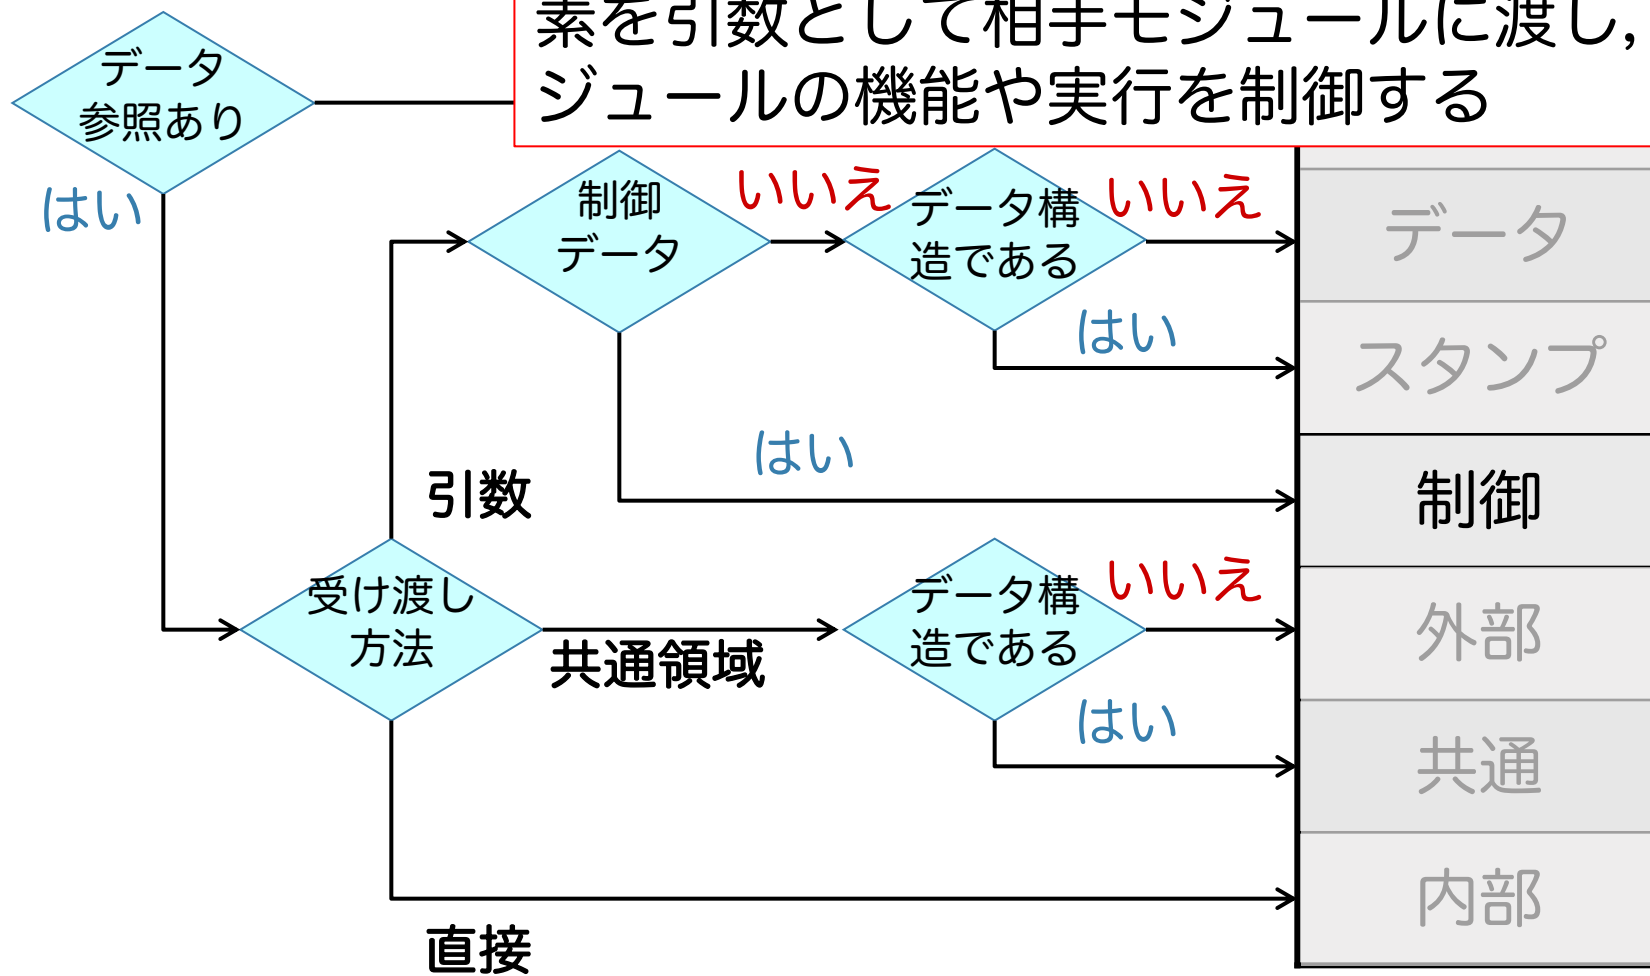 素を引数として相手モジュールに渡し,
ジュールの機能や実行を制御する
データ
参照あり
はい
制御
データ
いいえ
データ構
造である
いいえ
データ
はい
スタンプ
はい
制御
引数
受け渡し
方法
共通領域
データ構
造である
いいえ
外部
はい
共通
内部
直接